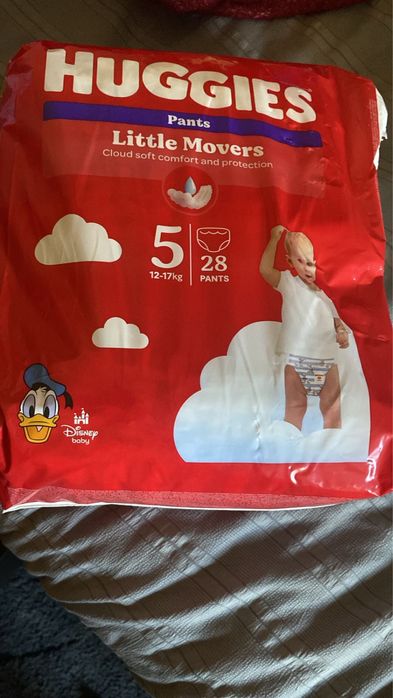 HUGGIES
Pants
Little Movers
Cloud soft comfort and protection
5
12-17kg
28
PANTS
Disney
baby